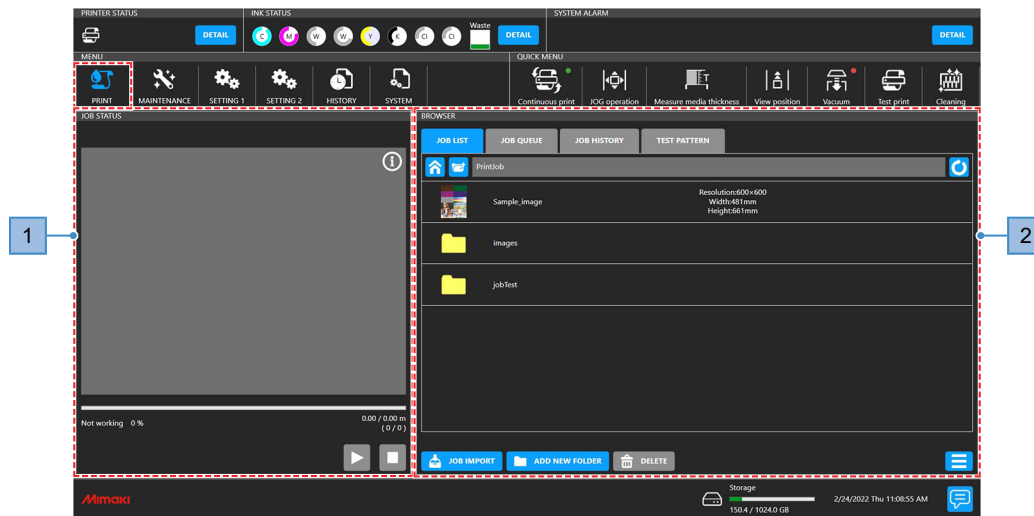 PRINTER STATUS
INK STATUS
SYSTEM ALARM
DETAIL
C M W W Y K Cl Cl
Waste
DETAIL
DETAIL
MENU
QUICK MENU
PRINT
MAINTENANCE
SETTING 1
SETTING 2
HISTORY
SYSTEM
Continuous print
JOG operation
Measure media thickness
View position
Vacuum
Test print
Cleaning
JOB STATUS
BROWSER
JOB LIST
JOB QUEUE
JOB HISTORY
TEST PATTERN
PrintJob
Sample_image
Resolution:600×600
Width:481mm
Height:661mm
1
2
images
jobTest
Not working 0 %
0.00 / 0.00 m
( 0 / 0 )
JOB IMPORT
ADD NEW FOLDER
DELETE
Mimaki
Storage
150.4 / 1024.0 GB
2/24/2022 Thu 11:08:55 AM